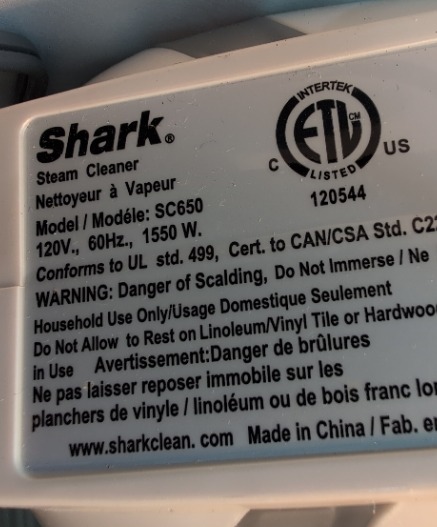 Shark®
Steam Cleaner
Nettoyeur à Vapeur
Model / Modéle: SC650
120V., 60Hz., 1550 W.
INTERTEK
ETL CM
LISTED
C US
120544
Conforms to UL std. 499, Cert. to CAN/CSA Std.
WARNING: Danger of Scalding, Do Not Immerse / Ne
Household Use Only/Usage Domestique Seulement
Do Not Allow to Rest on Linoleum/Vinyl Tile or
in Use Avertissement:Danger de brûlures
Ne pas laisser reposer immobile sur les
planchers de vinyle / linoléum ou de bois franc
www.sharkclean. com Made in China / Fab.